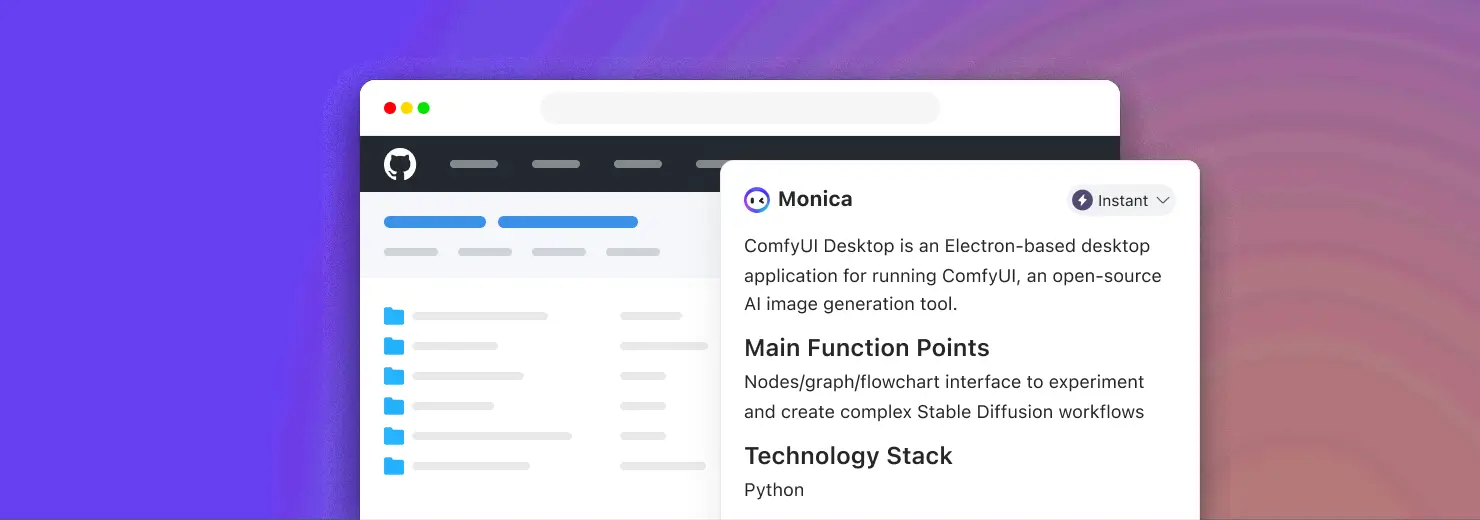 Monica
Instant
ComfyUI Desktop is an Electron-based desktop
application for running ComfyUI, an open-source
AI image generation tool.
Main Function Points
Nodes/graph/flowchart interface to experiment
and create complex Stable Diffusion workflows
Technology Stack
Python